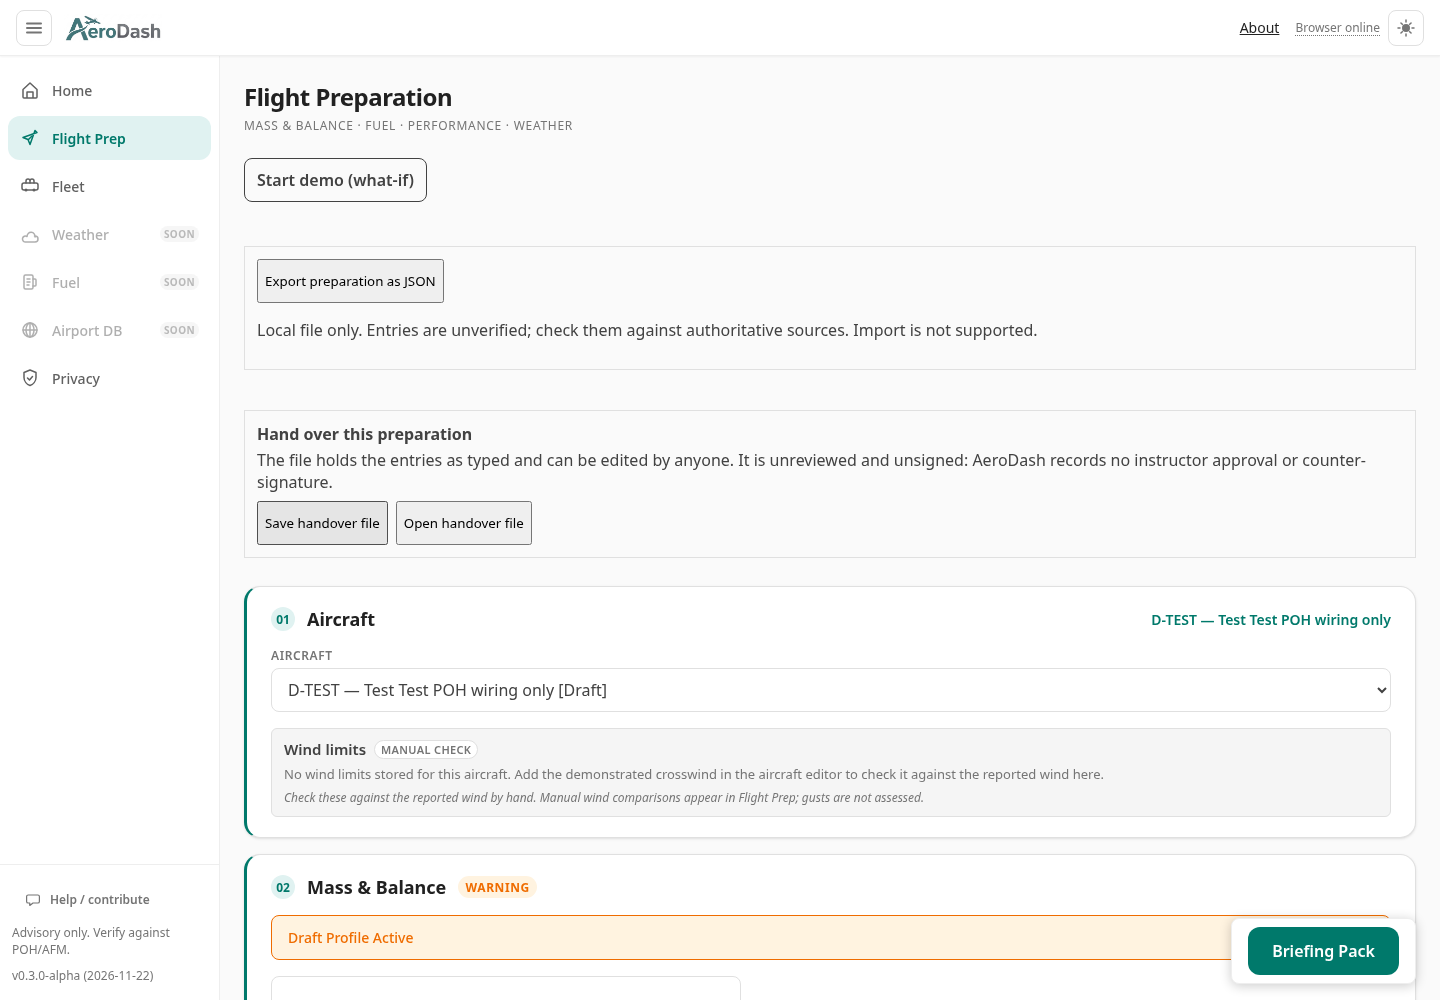 AeroDash
About
Browser online
Home
Flight Prep
Fleet
Weather SOON
Fuel SOON
Airport DB SOON
Privacy
Help / contribute
Advisory only. Verify against
POH/AFM.
v0.3.0-alpha (2026-11-22)
Flight Preparation
MASS & BALANCE · FUEL · PERFORMANCE · WEATHER
Start demo (what-if)
Export preparation as JSON
Local file only. Entries are unverified; check them against authoritative sources. Import is not supported.
Hand over this preparation
The file holds the entries as typed and can be edited by anyone. It is unreviewed and unsigned: AeroDash records no instructor approval or counter-
signature.
Save handover file
Open handover file
01 Aircraft
D-TEST — Test Test POH wiring only
AIRCRAFT
D-TEST — Test Test POH wiring only [Draft]
Wind limits MANUAL CHECK
No wind limits stored for this aircraft. Add the demonstrated crosswind in the aircraft editor to check it against the reported wind here.
Check these against the reported wind by hand. Manual wind comparisons appear in Flight Prep; gusts are not assessed.
02 Mass & Balance WARNING
Draft Profile Active
Briefing Pack